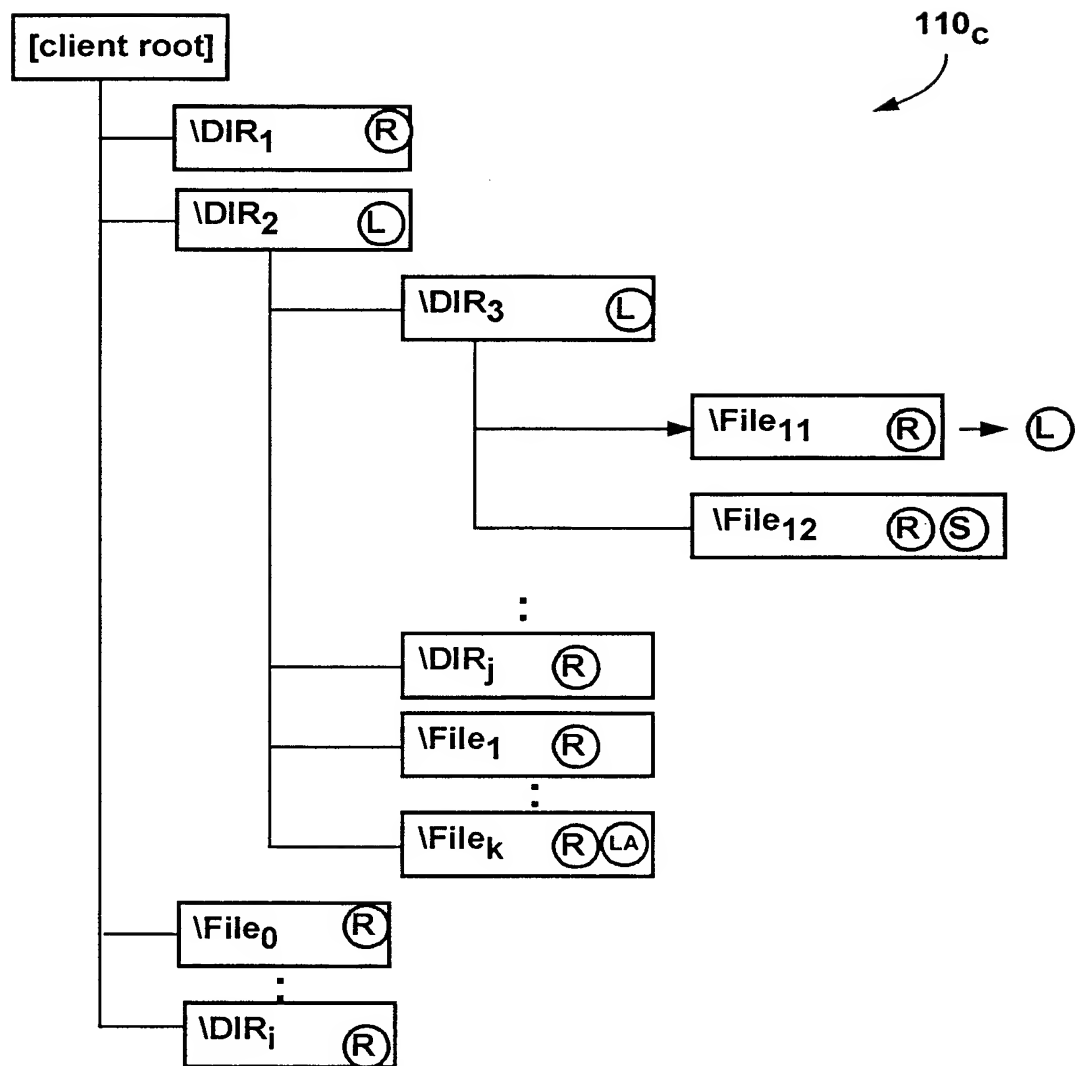 110C
[client root]
\DIR1 R
\DIR2 L
\DIR3 L
\File11 R L
\File12 R S
:
\DIRj R
\File1 R
:
\Filek R LA
\File0 R
:
\DIRi R